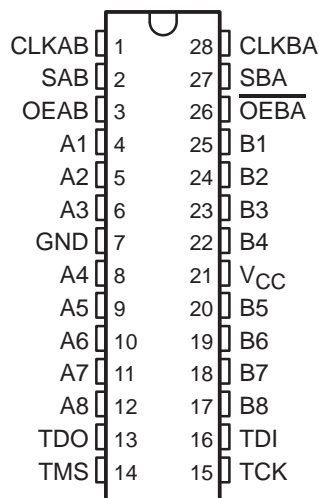 CLKAB 1 28 CLKBA
SAB 2 27 SBA
OEAB 3 26 OEBA
A1 4 25 B1
A2 5 24 B2
A3 6 23 B3
GND 7 22 B4
A4 8 21 VCC
A5 9 20 B5
A6 10 19 B6
A7 11 18 B7
A8 12 17 B8
TDO 13 16 TDI
TMS 14 15 TCK